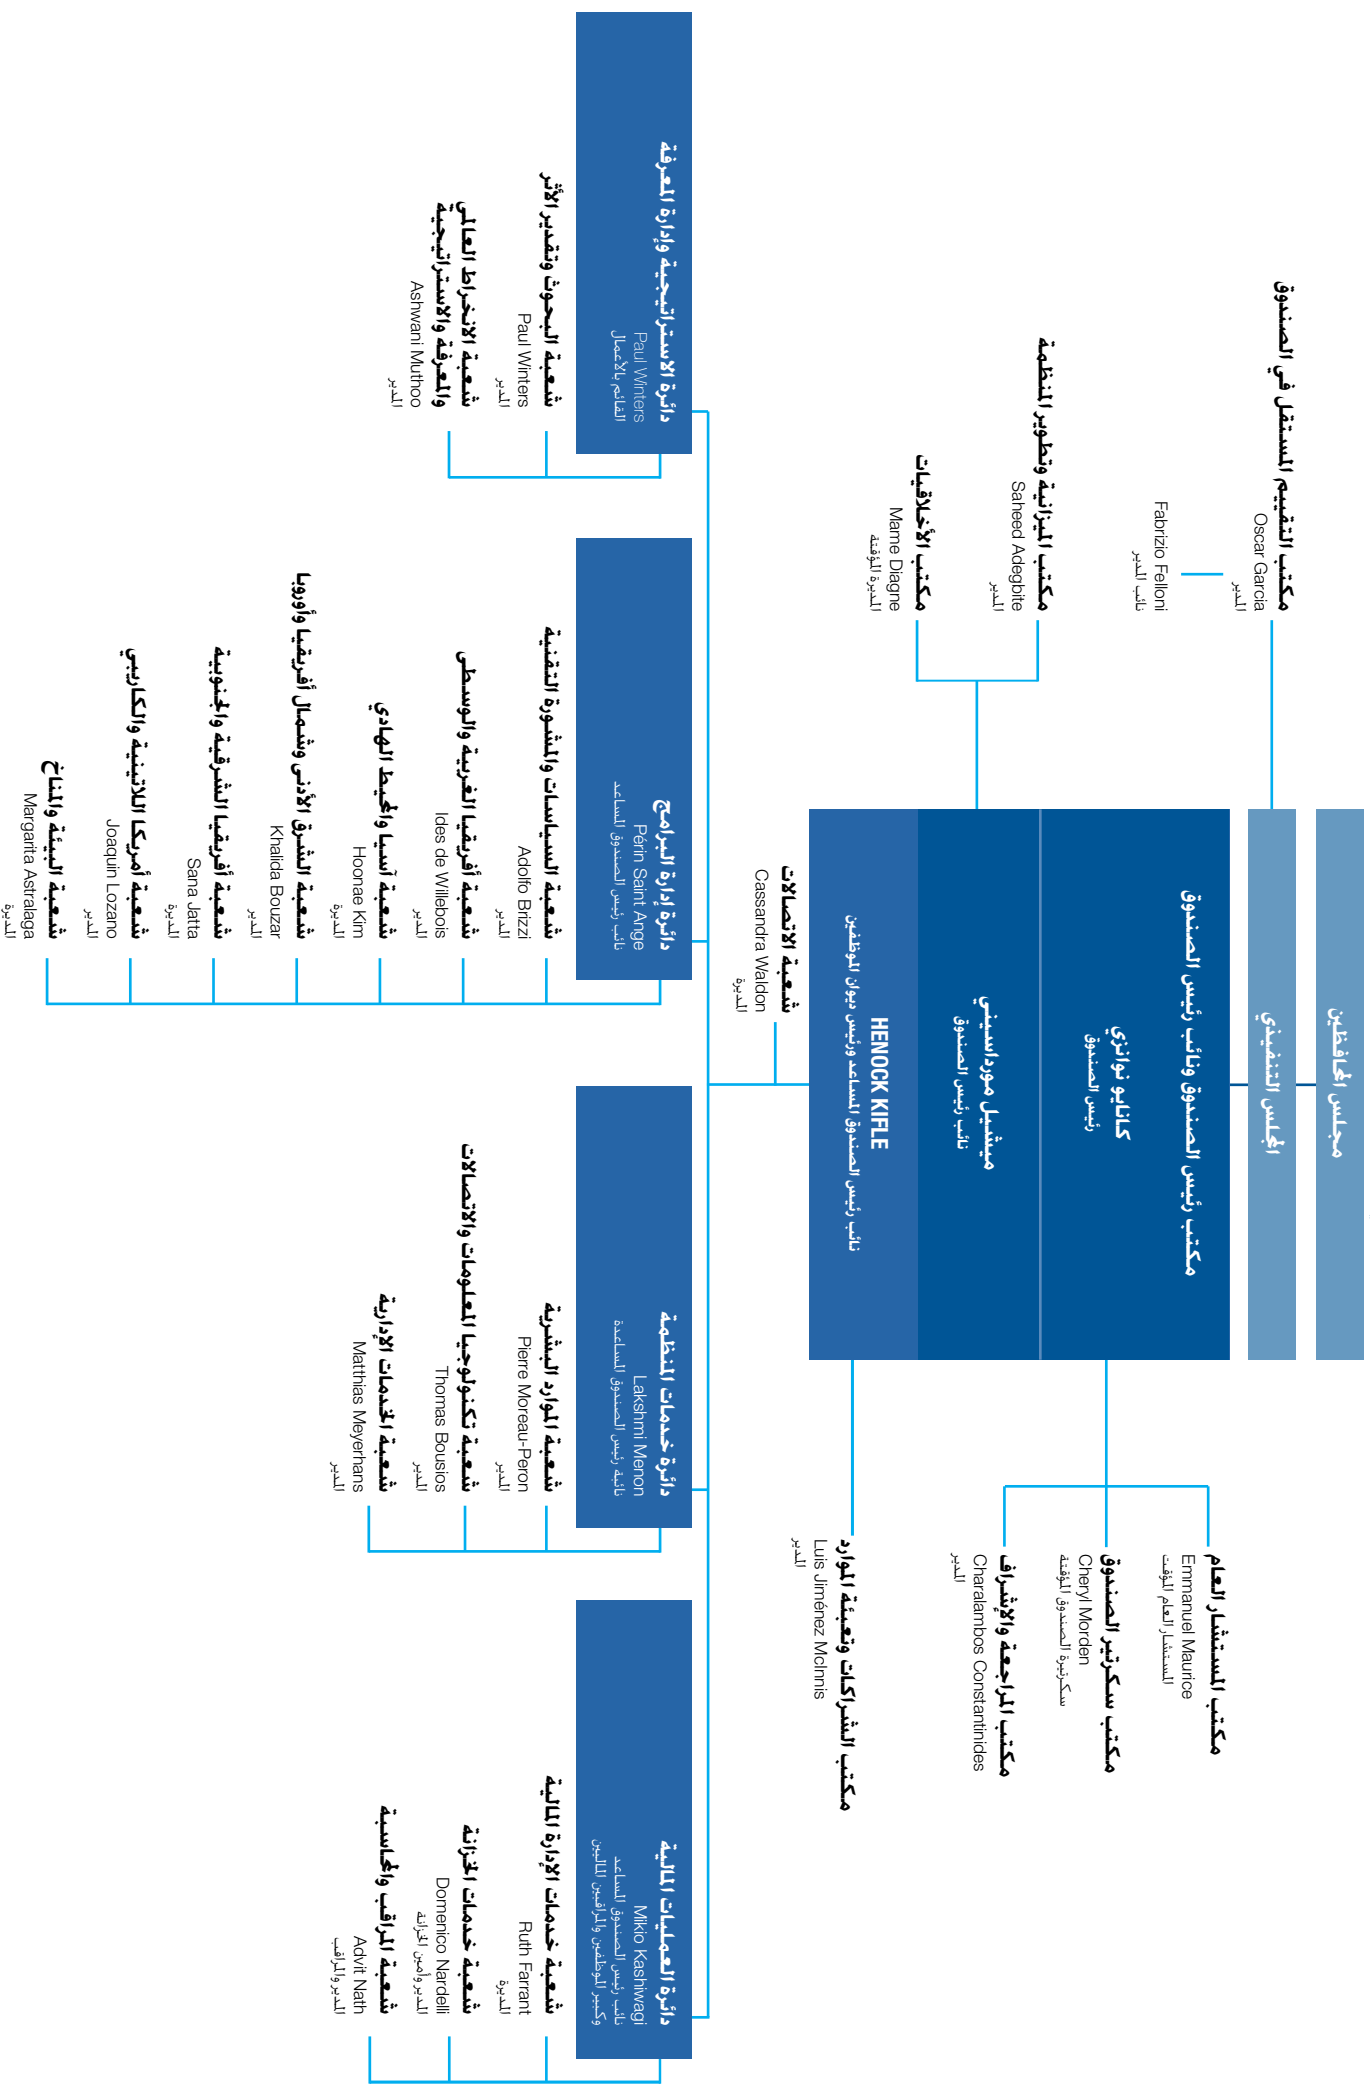 مجلس المحافظين
المجلس التنفيذي
مكتب رئيس الصندوق ونائب رئيس الصندوق
كانايو نوانزي
رئيس الصندوق
ميشيل مورداسيني
نائب رئيس الصندوق
HENOCK KIFLE
نائب رئيس الصندوق المساعد ورئيس ديوان الموظفين
مكتب التقييم المستقل في الصندوق
Oscar Garcia
المدير
Fabrizio Felloni
نائب المدير
مكتب الميزانية وتطوير المنظمة
Saheed Adegbite
المدير
مكتب الأخلاقيات
Mame Diagne
المديرة المؤقتة
مكتب المستشار العام
Emmanuel Maurice
المستشار العام المؤقت
مكتب سكرتير الصندوق
Cheryl Morden
سكرتيرة الصندوق المؤقتة
مكتب المراجعة والإشراف
Charalambos Constantinides
المدير
مكتب الشراكات وتعبئة الموارد
Luis Jiménez McInnis
المدير
شعبة الاتصالات
Cassandra Waldon
المديرة
دائرة الاستراتيجية وإدارة المعرفة
Paul Winters
القائم بالأعمال
شعبة البحوث وتقدير الأثر
Paul Winters
المدير
شعبة الانخراط العالمي
والمعرفة والاستراتيجية
Ashwani Muthoo
المدير
دائرة إدارة البرامج
Périn Saint Ange
نائب رئيس الصندوق المساعد
شعبة السياسات والمشورة التقنية
Adolfo Brizzi
المدير
شعبة أفريقيا الغربية والوسطى
Ides de Willebois
المدير
شعبة آسيا والمحيط الهادي
Hoonae Kim
المديرة
شعبة الشرق الأدنى وشمال أفريقيا وأوروبا
Khalida Bouzar
المدير
شعبة أفريقيا الشرقية والجنوبية
Sana Jatta
المديرة
شعبة أمريكا اللاتينية والكاريبي
Joaquin Lozano
المدير
شعبة البيئة والمناخ
Margarita Astralaga
المديرة
دائرة خدمات المنظمة
Lakshmi Menon
نائبة رئيس الصندوق المساعدة
شعبة الموارد البشرية
Pierre Moreau-Peron
المدير
شعبة تكنولوجيا المعلومات والاتصالات
Thomas Bousios
المدير
شعبة الخدمات الإدارية
Matthias Meyerhans
المدير
دائرة العمليات المالية
Mikio Kashiwagi
نائب رئيس الصندوق المساعد
وكبير الموظفين والمراقبين الماليين
شعبة خدمات الإدارة المالية
Ruth Farrant
المديرة
شعبة خدمات الخزانة
Domenico Nardelli
المدير وأمين الخزانة
شعبة المراقب والمحاسبة
Advit Nath
المدير والمراقب